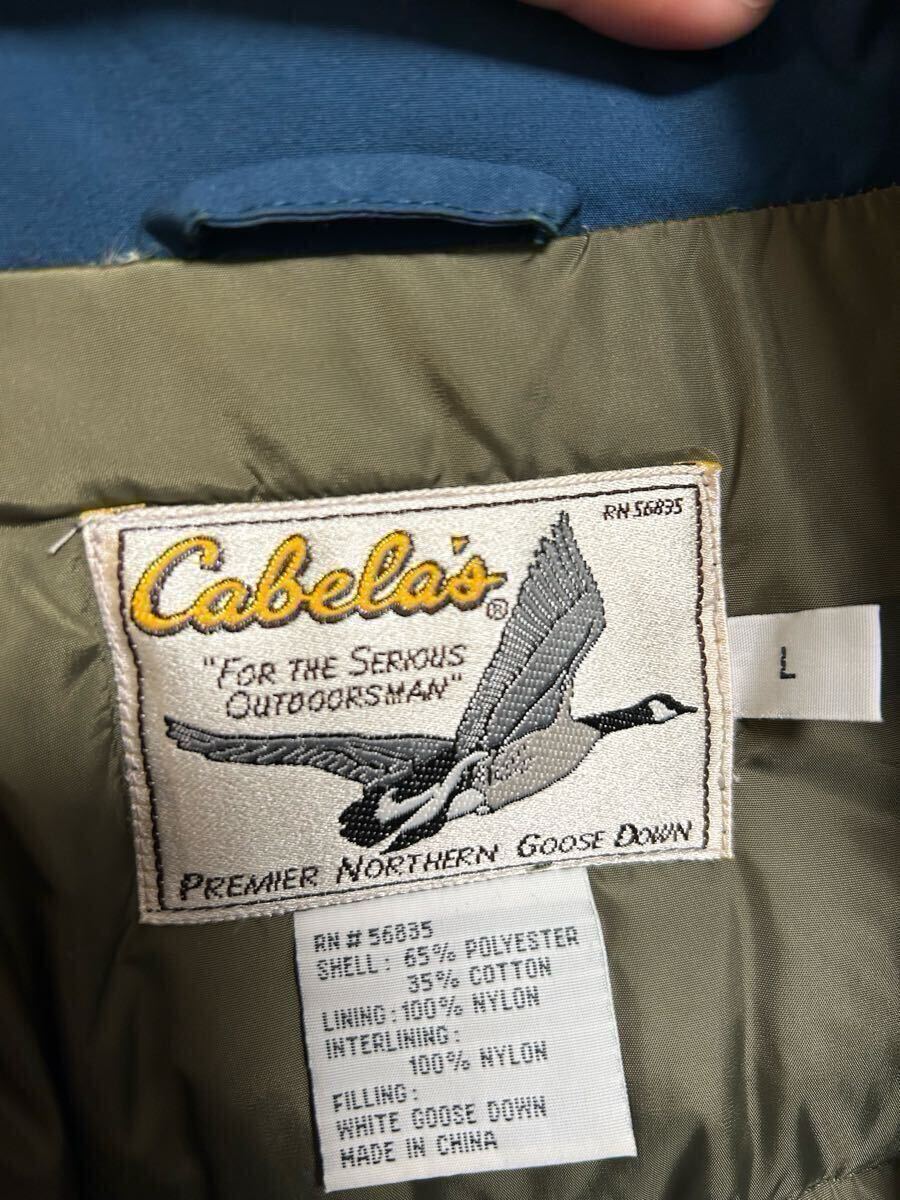 RN 56835
Cabela's®
"FOR THE SERIOUS
OUTDOORSMAN"
PREMIER NORTHERN GOOSE DOWN
L
RN # 56835
SHELL: 65% POLYESTER
35% COTTON
LINING: 100% NYLON
INTERLINING:
100% NYLON
FILLING:
WHITE GOOSE DOWN
MADE IN CHINA